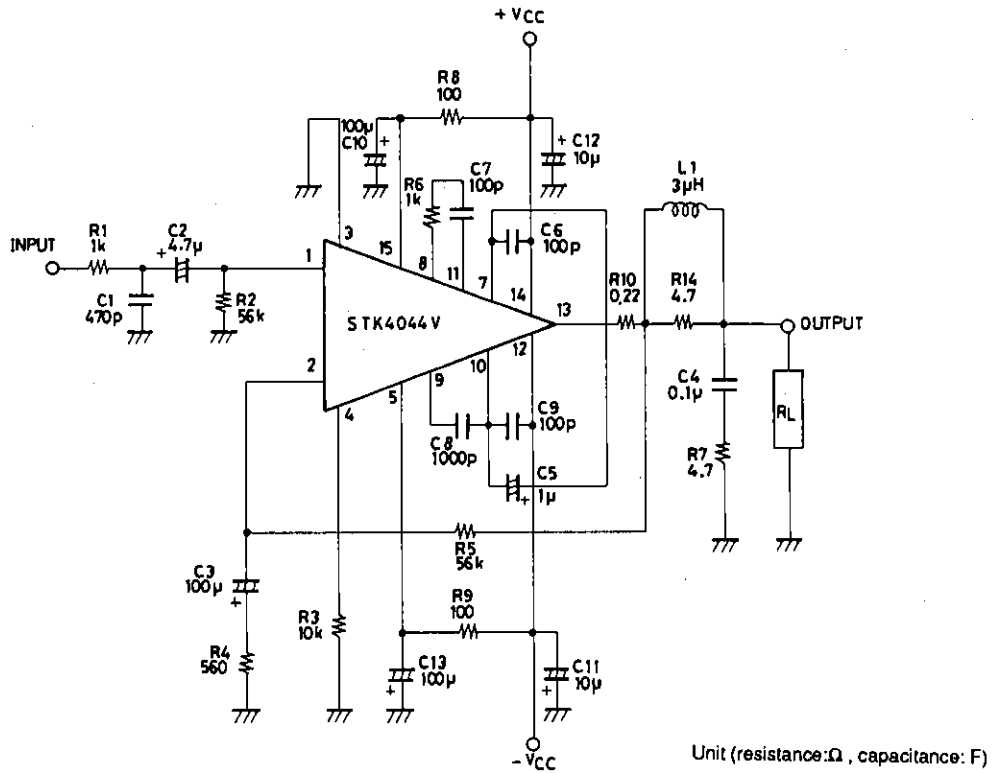 + VCC
R8
100
100μ
C10
+
+
C12
10μ
L1
3μH
C7
100p
R6
1k
3
15
8
11
C6
100p
7
14
INPUT
R1
1k
C2
+ 4.7μ
1
C1
470p
R2
56k
STK4044V
13
R10
0,22
R14
4.7
OUTPUT
2
4
5
9
10
12
C8
1000p
C9
100p
C5
+ 1μ
C4
0.1μ
R7
4.7
RL
R5
56k
C3
100μ
+
R4
560
R3
10k
R9
100
C13
100μ
+
C11
10μ
+
- VCC
Unit (resistance:Ω , capacitance: F)